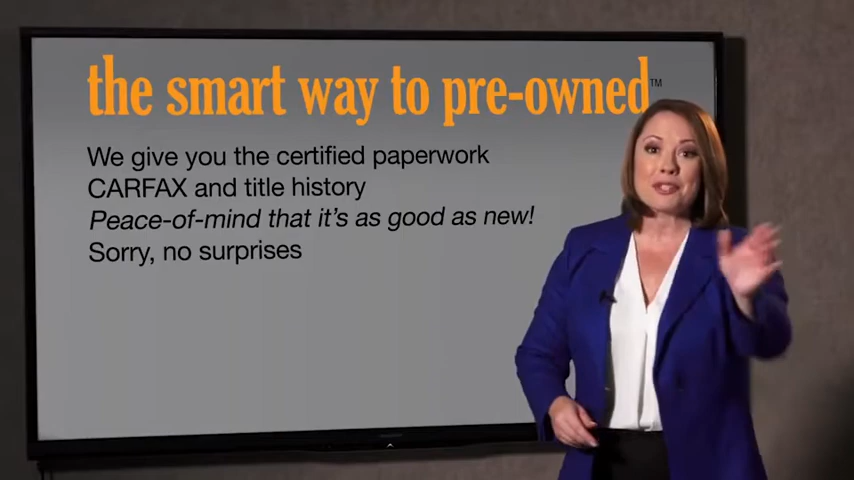 the smart way to pre-owned™
We give you the certified paperwork
CARFAX and title history
Peace-of-mind that it's as good as new!
Sorry, no surprises